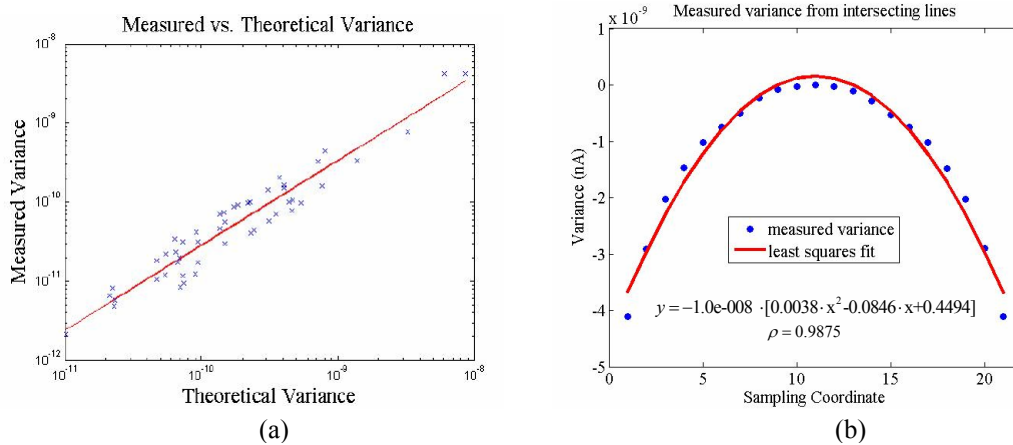 Measured vs. Theoretical Variance
Measured Variance
10^-8
10^-9
10^-10
10^-11
10^-12
10^-11
10^-10
10^-9
10^-8
Theoretical Variance
(a)
x 10^-9
Measured variance from intersecting lines
Variance (nA)
1
0
-1
-2
-3
-4
-5
measured variance
least squares fit
y = −1.0e-008 ·[0.0038·x²-0.0846·x+0.4494]
ρ = 0.9875
0
5
10
15
20
Sampling Coordinate
(b)